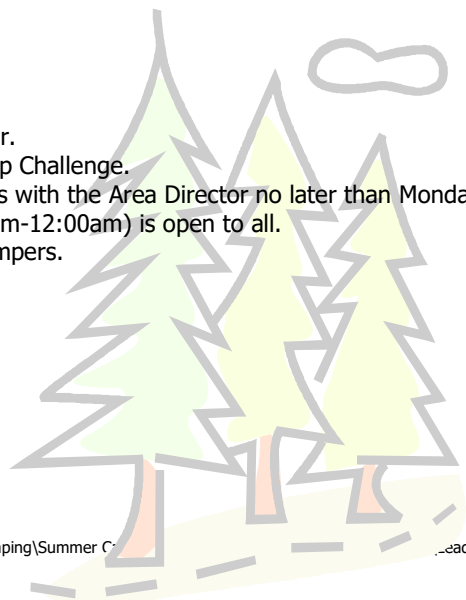 r.
p Challenge.
s with the Area Director no later than Monda
m-12:00am) is open to all.
mpers.
ping\Summer C